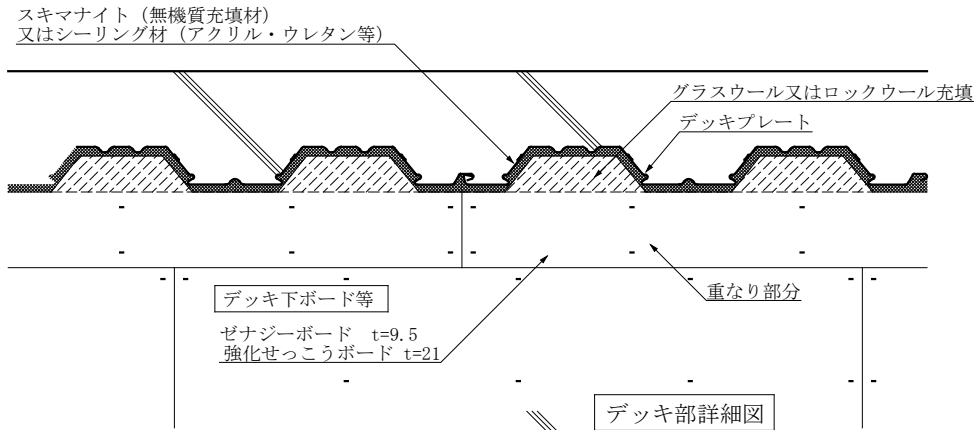 スキマナイト (無機質充填材)
又はシーリング材 (アクリル・ウレタン等)
グラスウール又はロックウール充填
デッキプレート
重なり部分
デッキ下ボード等
ゼナジーボード t=9.5
強化せっこうボード t=21
デッキ部詳細図